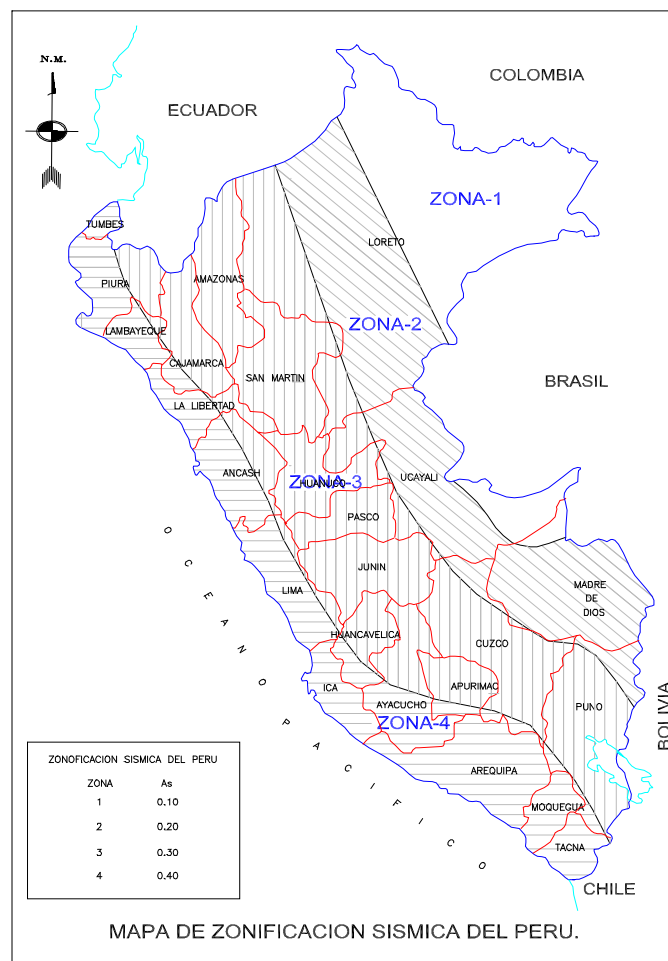 N.M.
COLOMBIA
ECUADOR
ZONA-1
TUMBES
LORETO
AMAZONAS
PIURA
ZONA-2
LAMBAYEQUE
CAJAMARCA
SAN MARTIN
BRASIL
LA LIBERTAD
ANCASH
UCAYALI
ZONA-3
HUANUCO
PASCO
JUNIN
LIMA
MADRE
DE
DIOS
HUANCAVELICA
CUZCO
ICA
APURIMAC
AYACUCHO
PUNO
ZONA-4
BOLIVIA
OCEANO PACIFICO
AREQUIPA
MOQUEGUA
TACNA
CHILE
ZONOFICACION SISMICA DEL PERU
ZONA As
1 0.10
2 0.20
3 0.30
4 0.40
MAPA DE ZONIFICACION SISMICA DEL PERU.